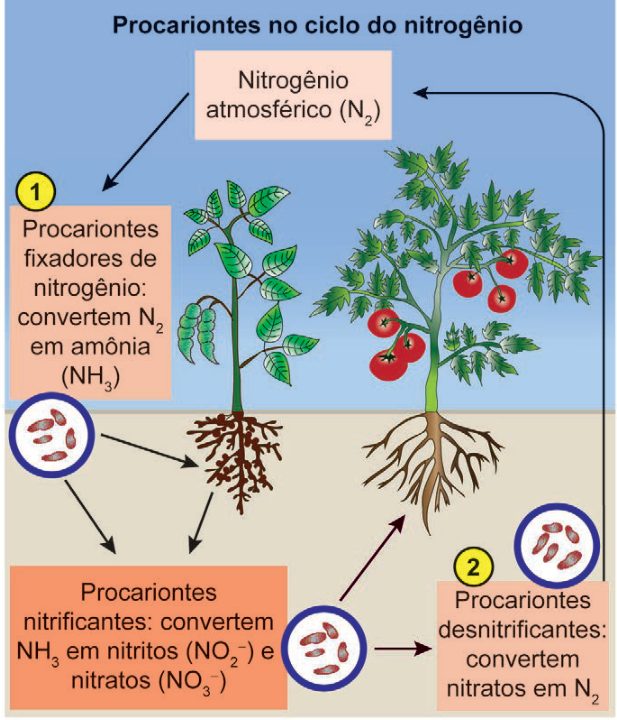 Procariontes no ciclo do nitrogênio
Nitrogênio
atmosférico (N₂)
1
Procariontes
fixadores de
nitrogênio:
convertem N₂
em amônia
(NH₃)
Procariontes
nitrificantes: convertem
NH₃ em nitritos (NO₂⁻) e
nitratos (NO₃⁻)
2
Procariontes
desnitrificantes:
convertem
nitratos em N₂